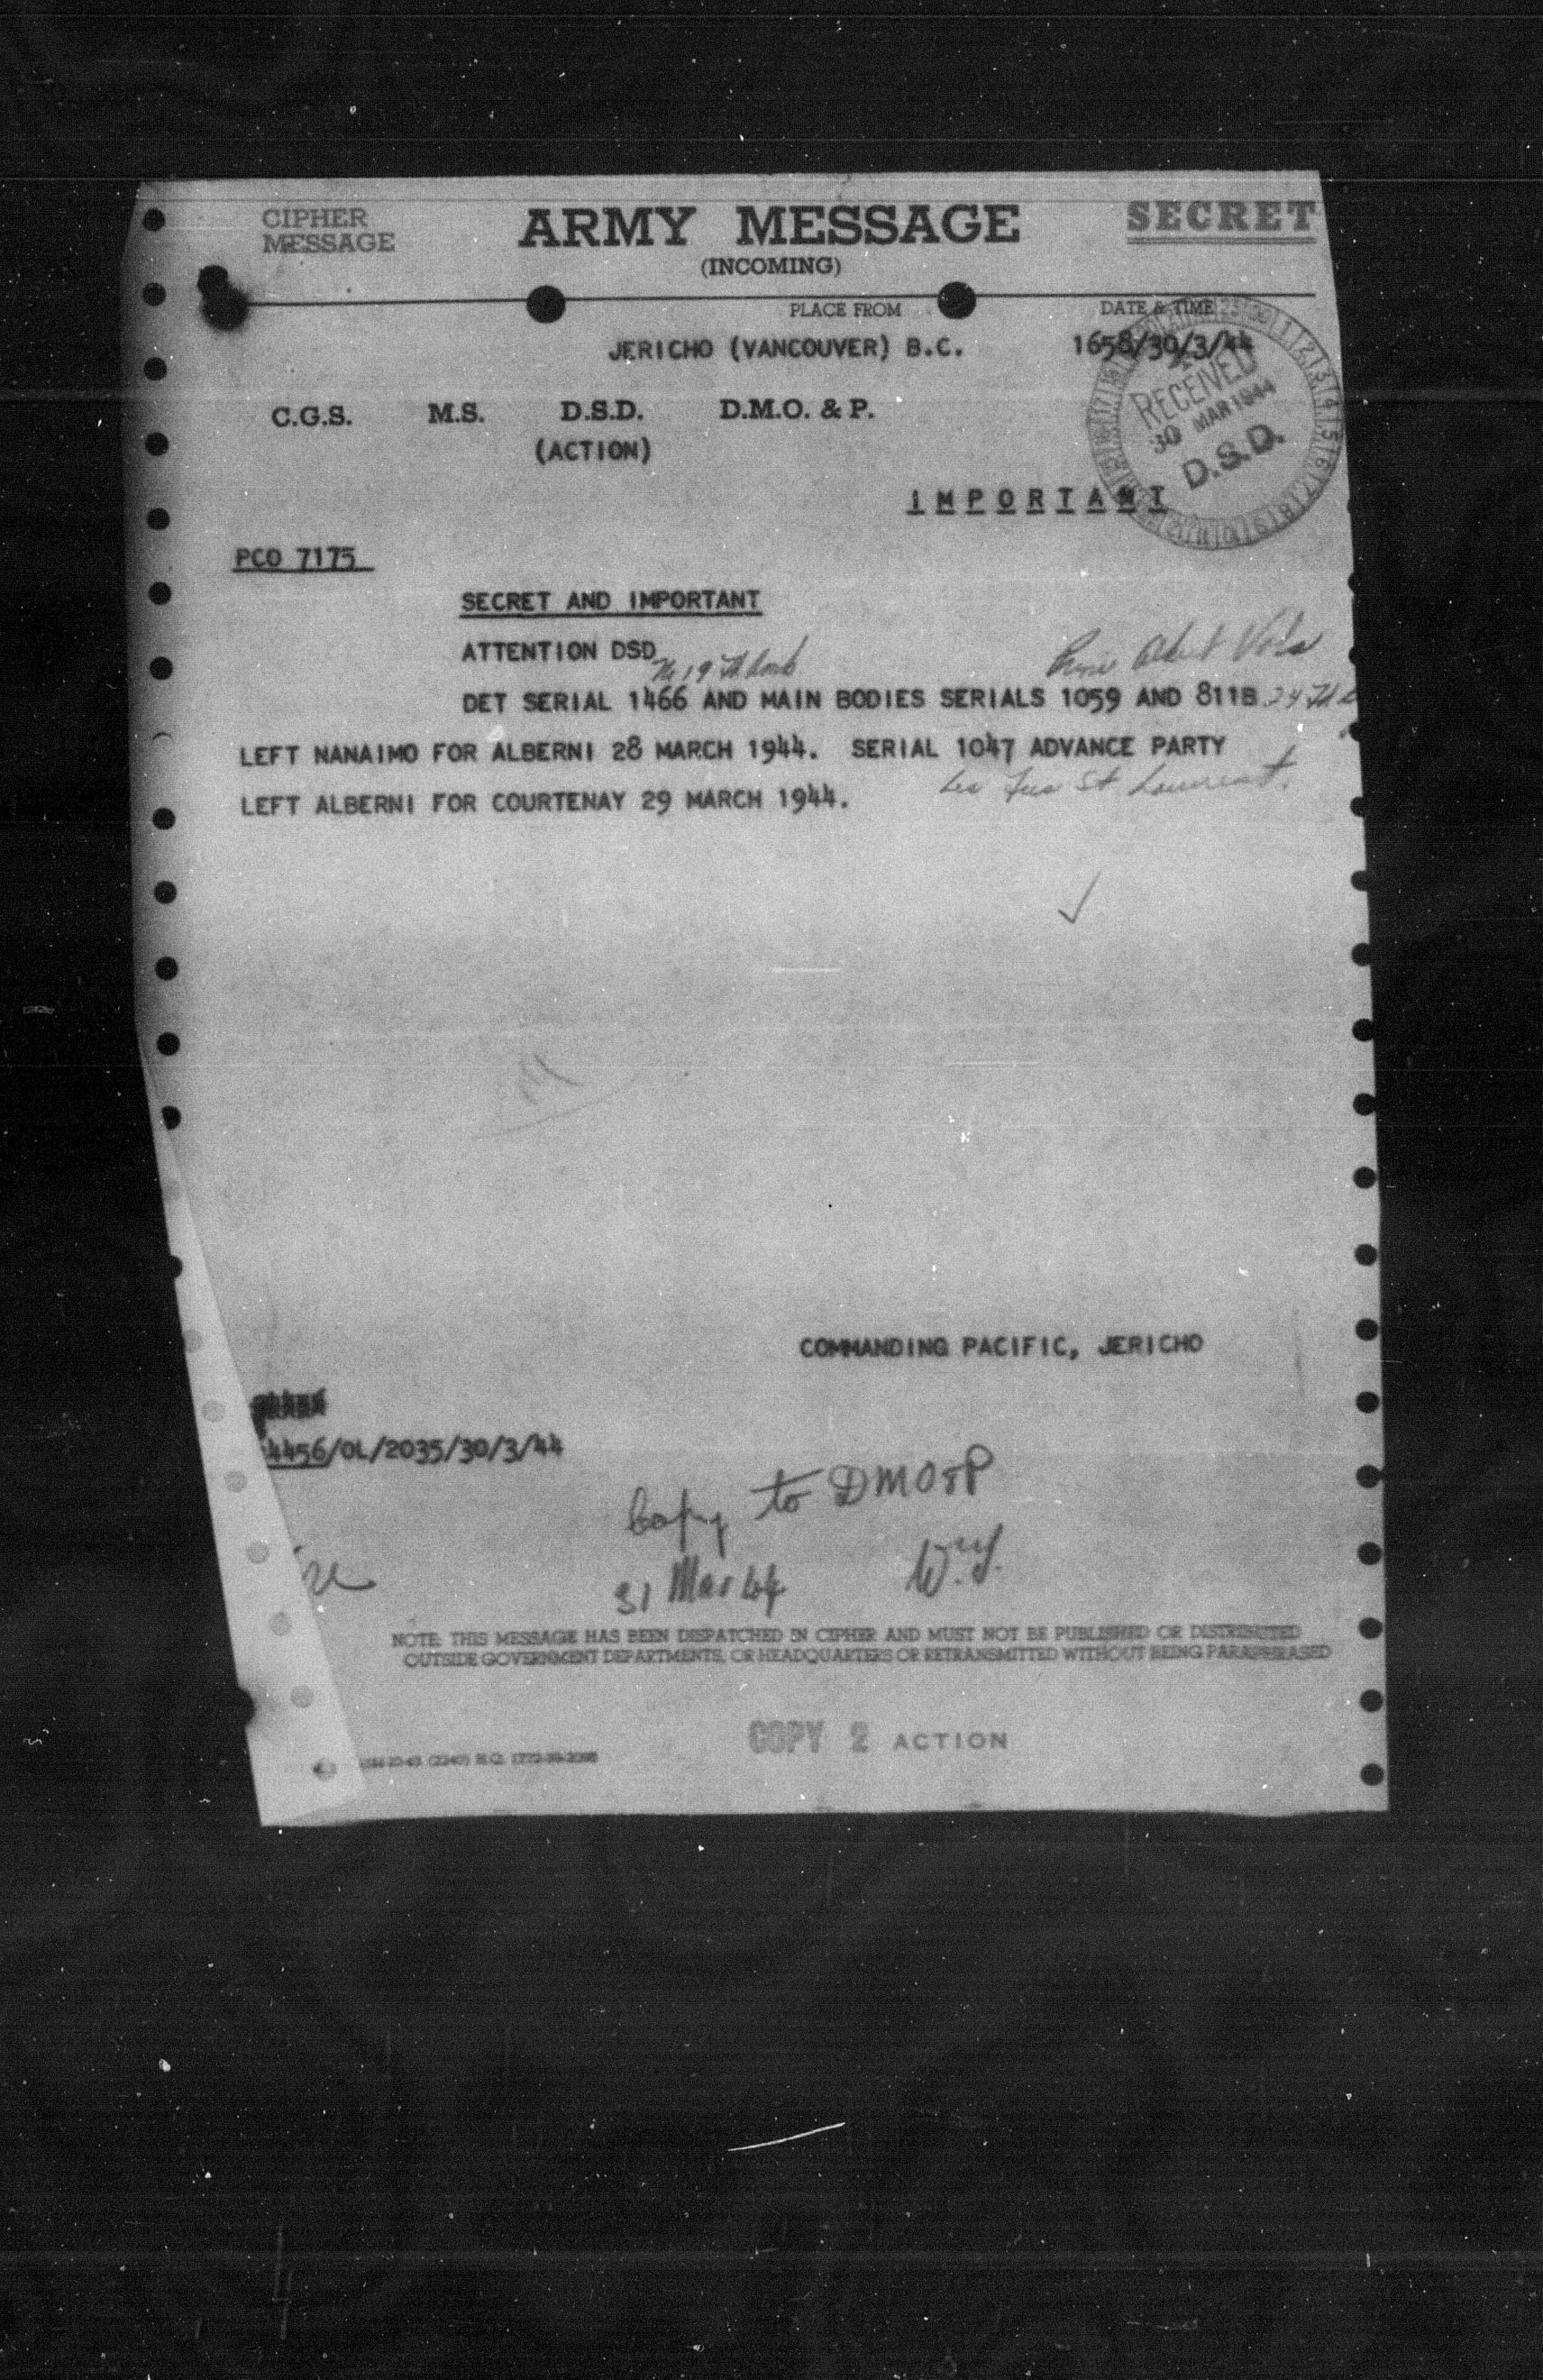 CIPHER MESSAGE
ARMY MESSAGE
SECRET
(INCOMING)
PLACE FROM
DATE & TIME
JERICHO (VANCOUVER) B.C.
1658/30/3/44
RECEIVED
30 MAR 1944
D.S.D.
C.G.S. M.S. D.S.D. D.M.O. & P.
(ACTION)
IMPORTANT
PCO 7175
SECRET AND IMPORTANT
ATTENTION DSD
DET SERIAL 1466 AND MAIN BODIES SERIALS 1059 AND 811B
LEFT NANAIMO FOR ALBERNI 28 MARCH 1944. SERIAL 1047 ADVANCE PARTY
Les Fus St Laurent.
LEFT ALBERNI FOR COURTENAY 29 MARCH 1944.
COMMANDING PACIFIC, JERICHO
4456/OL/2035/30/3/44
Copy to DMO&P
31 Mar 44
NOTE: THIS MESSAGE HAS BEEN DISPATCHED IN CIPHER AND MUST NOT BE PUBLISHED OR DISTRIBUTED
OUTSIDE GOVERNMENT DEPARTMENTS, OR HEADQUARTERS OR RETRANSMITTED WITHOUT BEING PARAPHRASED
COPY 2 ACTION